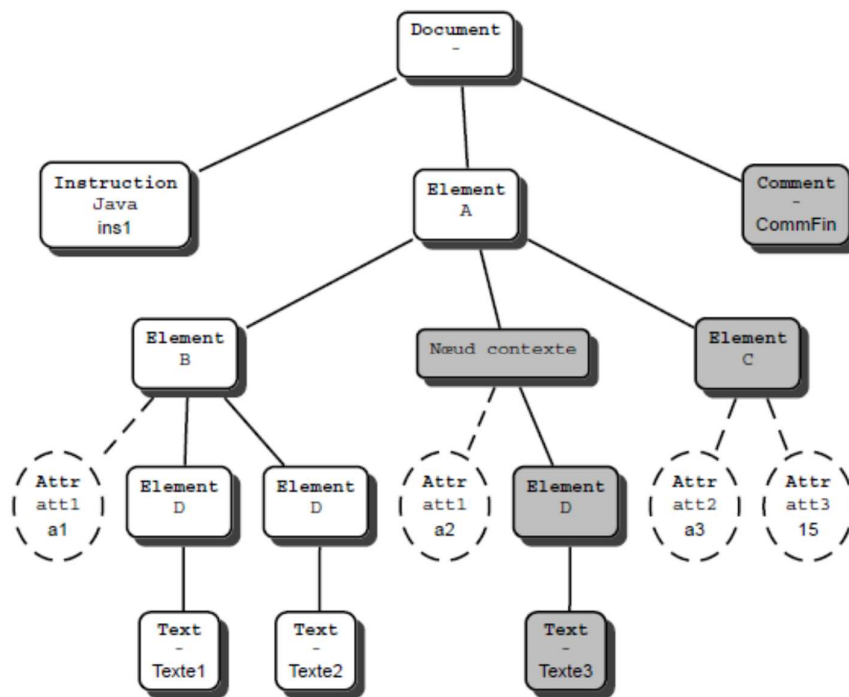 Document
-
Instruction
Java
ins1
Element
A
Comment
-
CommFin
Element
B
Nœud contexte
Element
C
Attr
att1
a1
Element
D
Element
D
Attr
att1
a2
Element
D
Attr
att2
a3
Attr
att3
15
Text
-
Texte1
Text
-
Texte2
Text
-
Texte3